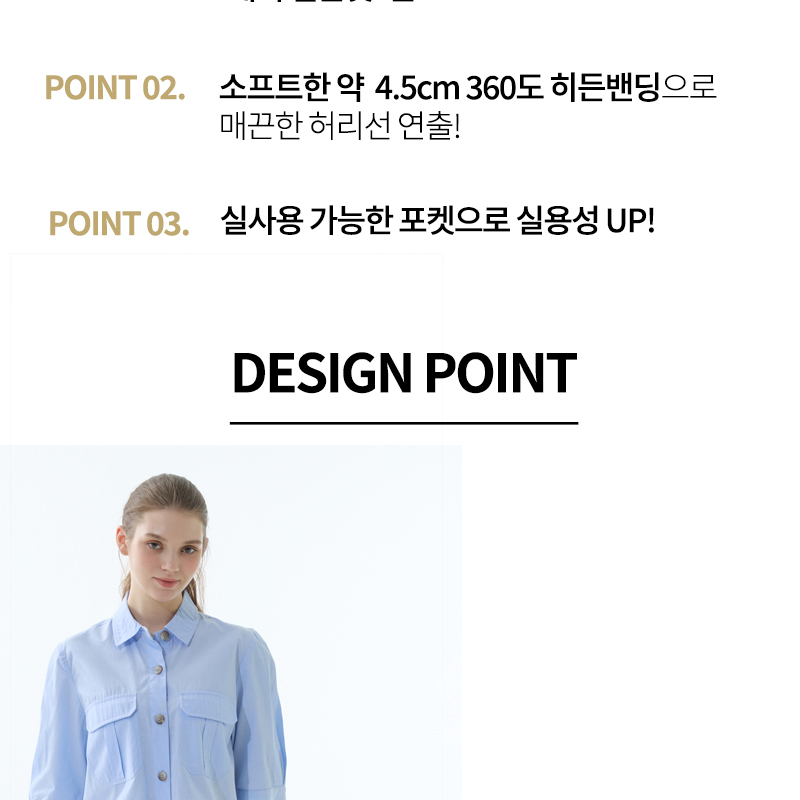 POINT 02.
소프트한 약 4.5cm 360도 히든밴딩으로
매끈한 허리선 연출!
POINT 03.
실사용 가능한 포켓으로 실용성 UP!
DESIGN POINT